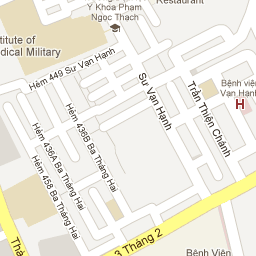 Restaurant
Y Khoa Phạm
Ngọc Thạch
titute of
dical Military
Hẻm 449 Sư Vạn Hạnh
Sư Vạn Hạnh
Trần Thiện Chánh
Bệnh viện
Vạn Hạnh
H
Hẻm 436B Ba Tháng Hai
Hẻm 436A Ba Tháng Hai
Hẻm 458 Ba Tháng Hai
3 Tháng 2
Bệnh Viện